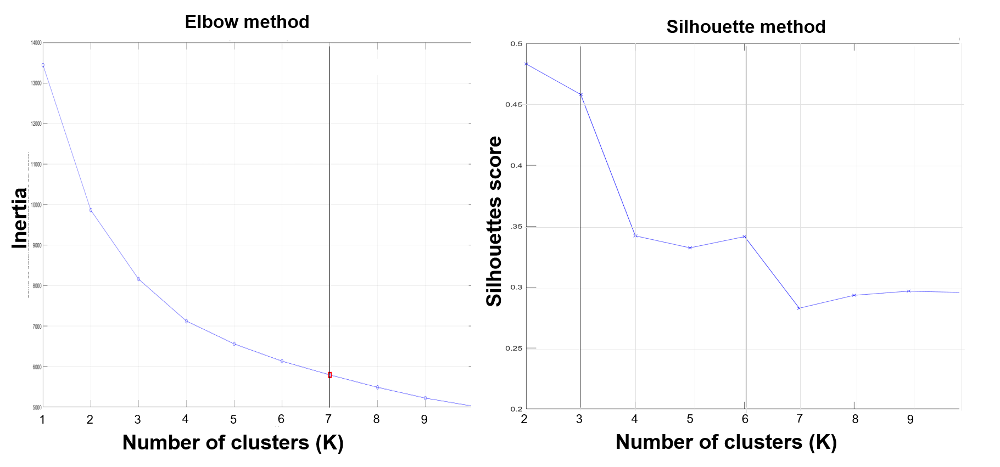 Elbow method
14000
13000
12000
11000
10000
9000
8000
7000
6000
5000
Inertia
1 2 3 4 5 6 7 8 9
Number of clusters (K)
Silhouette method
0.5
0.45
0.4
.35
0.3
0.25
0.2
Silhouettes score
2 3 4 5 6 7 8 9
Number of clusters (K)